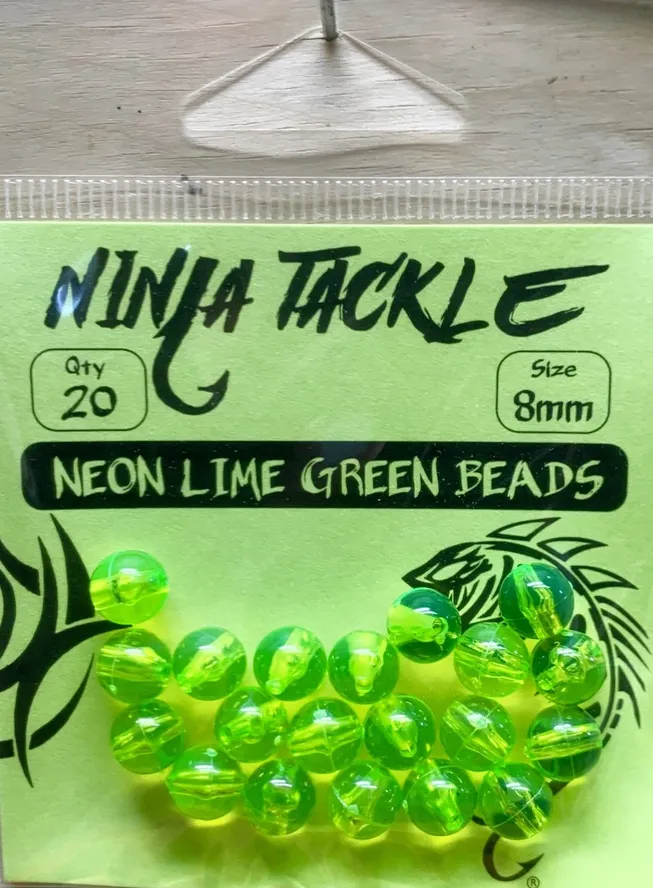 NINJA TACKLE
Qty
20
Size
8mm
NEON LIME GREEN BEADS
®